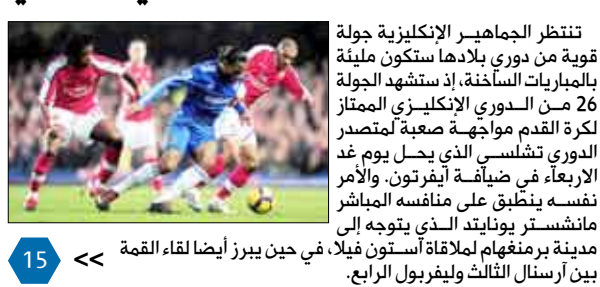 تنتظر الجماهير الإنكليزية جولة
قوية من دوري بلادها ستكون مليئة
بالمباريات الساخنة، إذ ستشهد الجولة
26 من الدوري الإنكليزي الممتاز
لكرة القدم مواجهة صعبة لمتصدر
الدوري تشلسي الذي يحل يوم غد
الاربعاء في ضيافة ايفرتون. والأمر
نفسه ينطبق على منافسه المباشر
مانشستر يونايتد الذي يتوجه إلى
مدينة برمنغهام لملاقاة استون فيلا، في حين يبرز أيضا لقاء القمة
بين آرسنال الثالث وليفربول الرابع.
>> 15